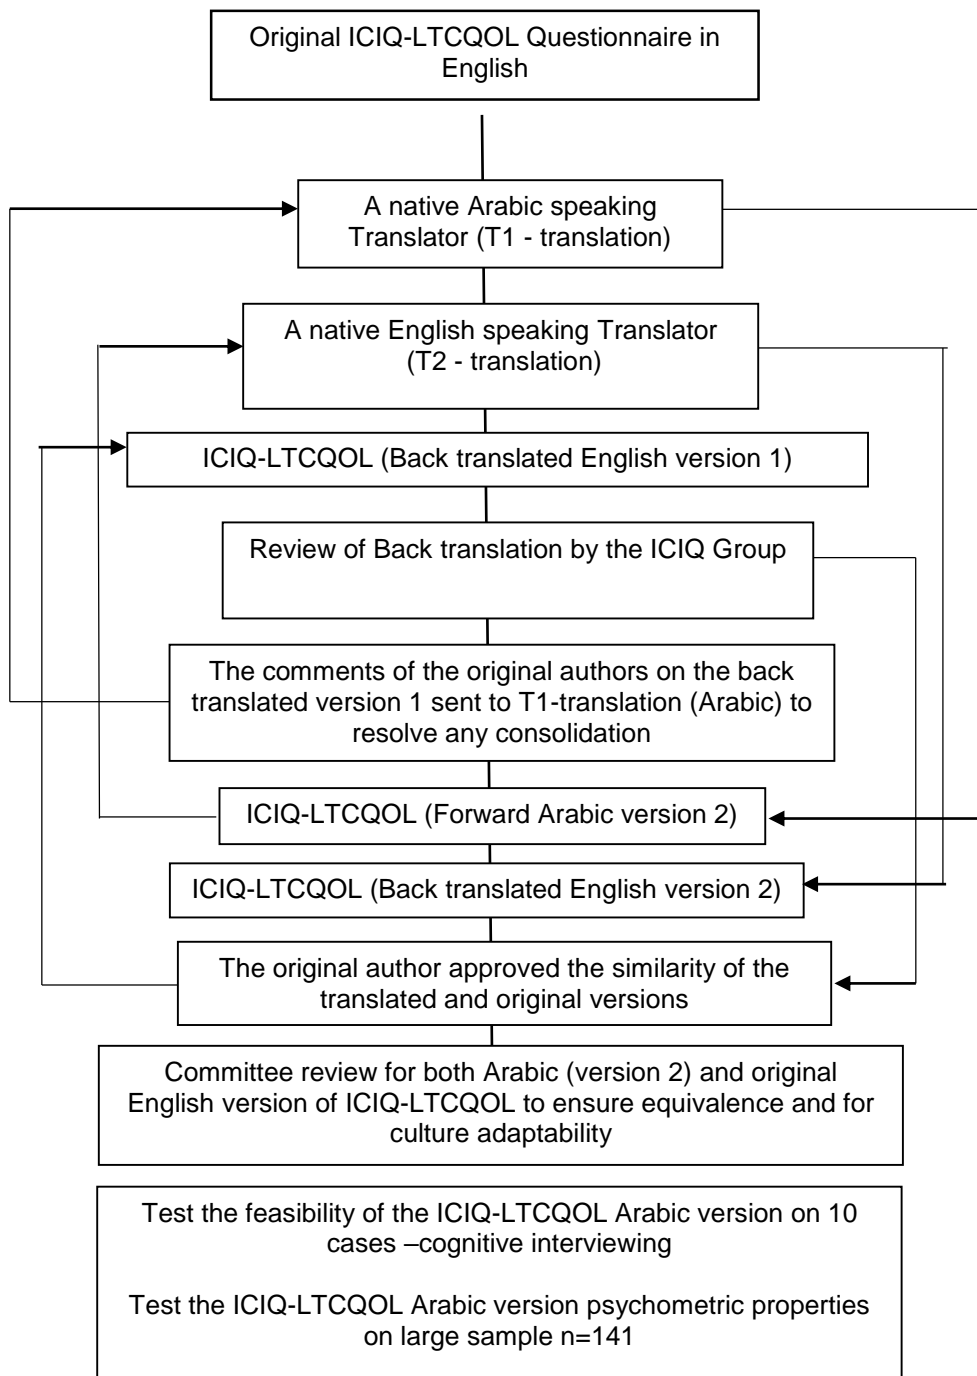 Original ICIQ-LTCQOL Questionnaire in
English
A native Arabic speaking
Translator (T1 - translation)
A native English speaking Translator
(T2 - translation)
ICIQ-LTCQOL (Back translated English version 1)
Review of Back translation by the ICIQ Group
The comments of the original authors on the back
translated version 1 sent to T1-translation (Arabic) to
resolve any consolidation
ICIQ-LTCQOL (Forward Arabic version 2)
ICIQ-LTCQOL (Back translated English version 2)
The original author approved the similarity of the
translated and original versions
Committee review for both Arabic (version 2) and original
English version of ICIQ-LTCQOL to ensure equivalence and for
culture adaptability
Test the feasibility of the ICIQ-LTCQOL Arabic version on 10
cases –cognitive interviewing
Test the ICIQ-LTCQOL Arabic version psychometric properties
on large sample n=141